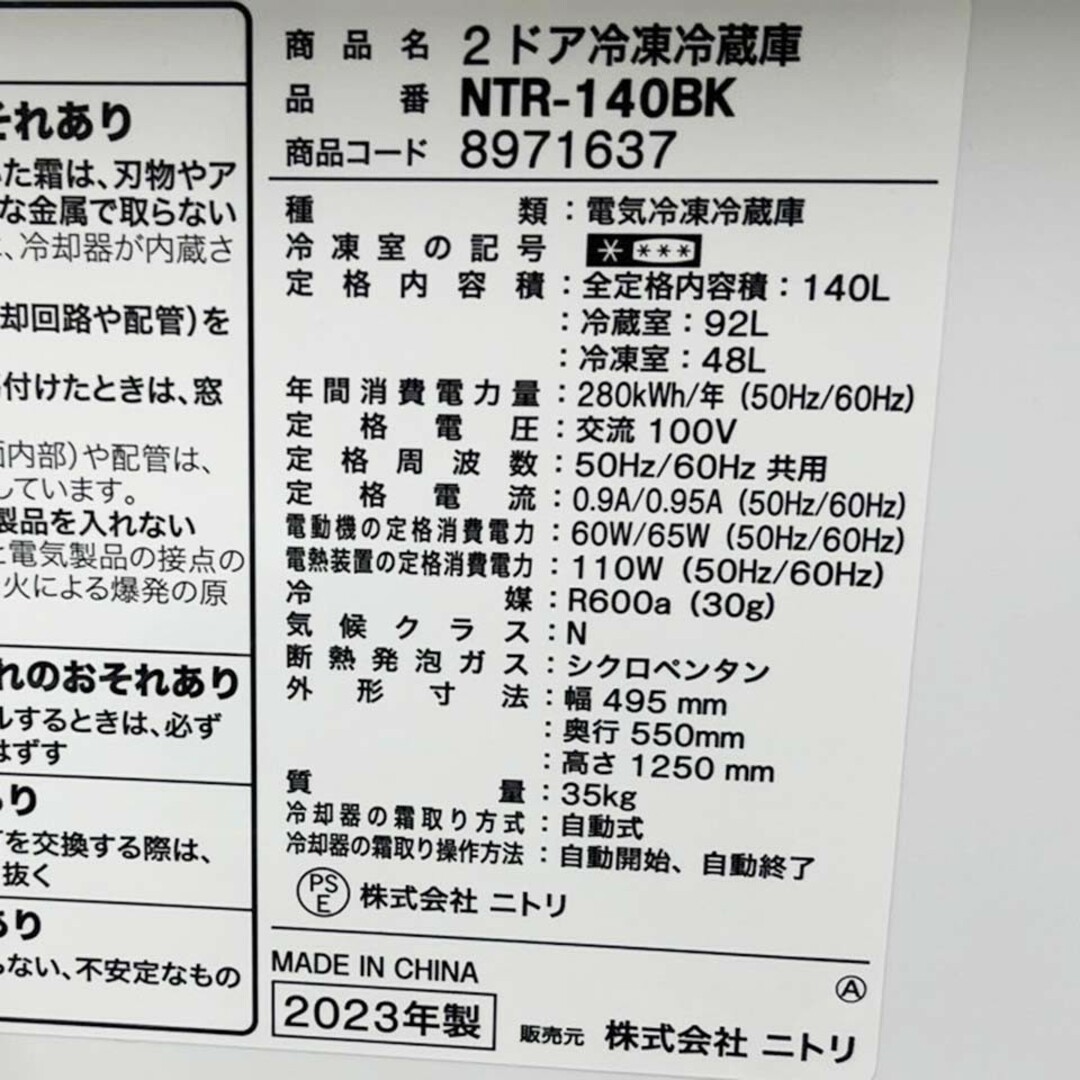 それあり
た霜は、刃物やア
な金属で取らない
、冷却器が内蔵さ
却回路や配管)を
付けたときは、窓
内部)や配管は、
しています。
製品を入れない
電気製品の接点の
火による爆発の原
れのおそれあり
ルするときは、必ず
はずす
あり
を交換する際は、
抜く
あり
ない、不安定なもの
商品名 2ドア冷凍冷蔵庫
品番 NTR-140BK
商品コード 8971637
種類:電気冷凍冷蔵庫
冷凍室の記号 ****
定格内容積:全定格内容積:140L
:冷蔵室:92L
:冷凍室:48L
年間消費電力量:280kWh/年 (50Hz/60Hz)
定格電圧:交流 100V
定格周波数:50Hz/60Hz 共用
定格電流:0.9A/0.95A (50Hz/60Hz)
電動機の定格消費電力:60W/65W (50Hz/60Hz)
電熱装置の定格消費電力:110W (50Hz/60Hz)
冷媒:R600a (30g)
気候クラス:N
断熱発泡ガス:シクロペンタン
外形寸法:幅 495 mm
:奥行 550mm
:高さ 1250 mm
質量:35kg
冷却器の霜取り方式:自動式
冷却器の霜取り操作方法:自動開始、自動終了
PSE 株式会社 ニトリ
MADE IN CHINA
Ⓐ
2023年製 販売元 株式会社 ニトリ